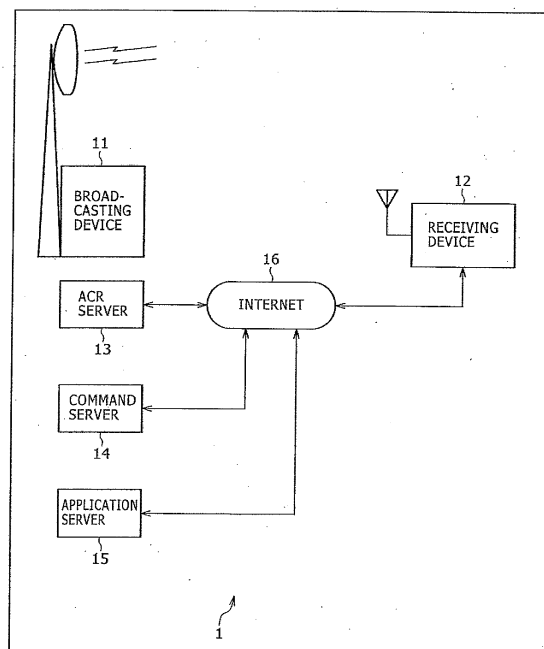 11
BROAD-
CASTING
DEVICE
12
RECEIVING
DEVICE
16
INTERNET
ACR
SERVER
13
COMMAND
SERVER
14
APPLICATION
SERVER
15
1